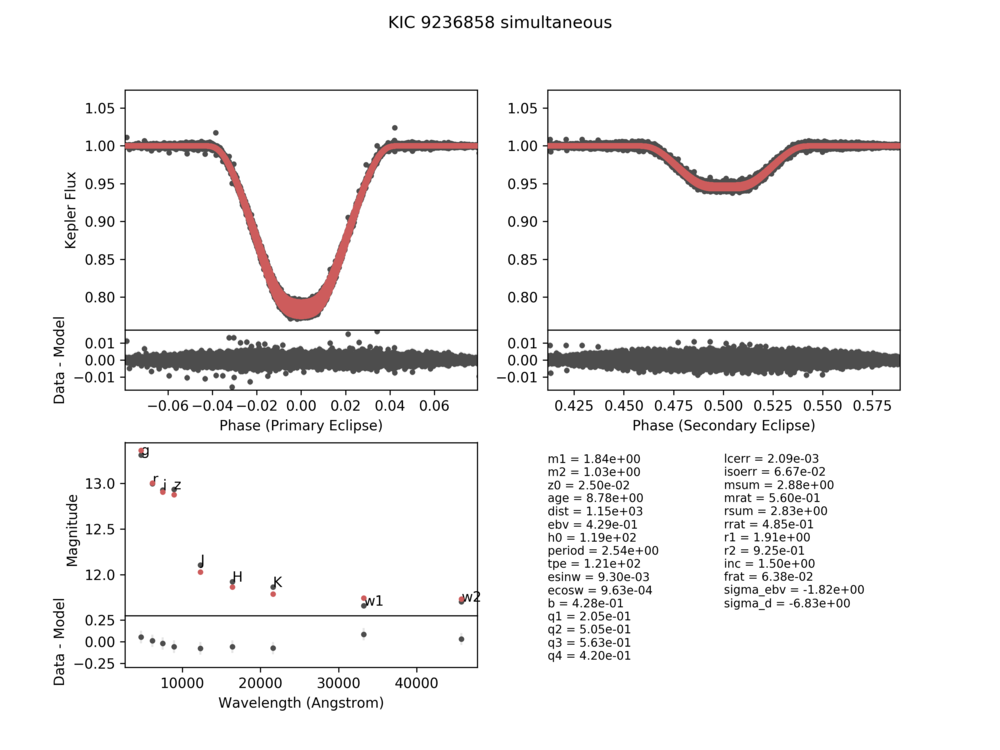 KIC 9236858 simultaneous
1.05
1.00
0.95
0.90
0.85
0.80
Kepler Flux
0.01
0.00
−0.01
Data - Model
−0.06 −0.04 −0.02 0.00 0.02 0.04 0.06
Phase (Primary Eclipse)
1.05
1.00
0.95
0.90
0.85
0.80
0.01
0.00
−0.01
0.425 0.450 0.475 0.500 0.525 0.550 0.575
Phase (Secondary Eclipse)
13.0
12.5
12.0
Magnitude
g
r
i
z
J
H
K
w1
w2
0.25
0.00
−0.25
Data - Model
10000 20000 30000 40000
Wavelength (Angstrom)
m1 = 1.84e+00
m2 = 1.03e+00
z0 = 2.50e-02
age = 8.78e+00
dist = 1.15e+03
ebv = 4.29e-01
h0 = 1.19e+02
period = 2.54e+00
tpe = 1.21e+02
esinw = 9.30e-03
ecosw = 9.63e-04
b = 4.28e-01
q1 = 2.05e-01
q2 = 5.05e-01
q3 = 5.63e-01
q4 = 4.20e-01
lcerr = 2.09e-03
isoerr = 6.67e-02
msum = 2.88e+00
mrat = 5.60e-01
rsum = 2.83e+00
rrat = 4.85e-01
r1 = 1.91e+00
r2 = 9.25e-01
inc = 1.50e+00
frat = 6.38e-02
sigma_ebv = -1.82e+00
sigma_d = -6.83e+00